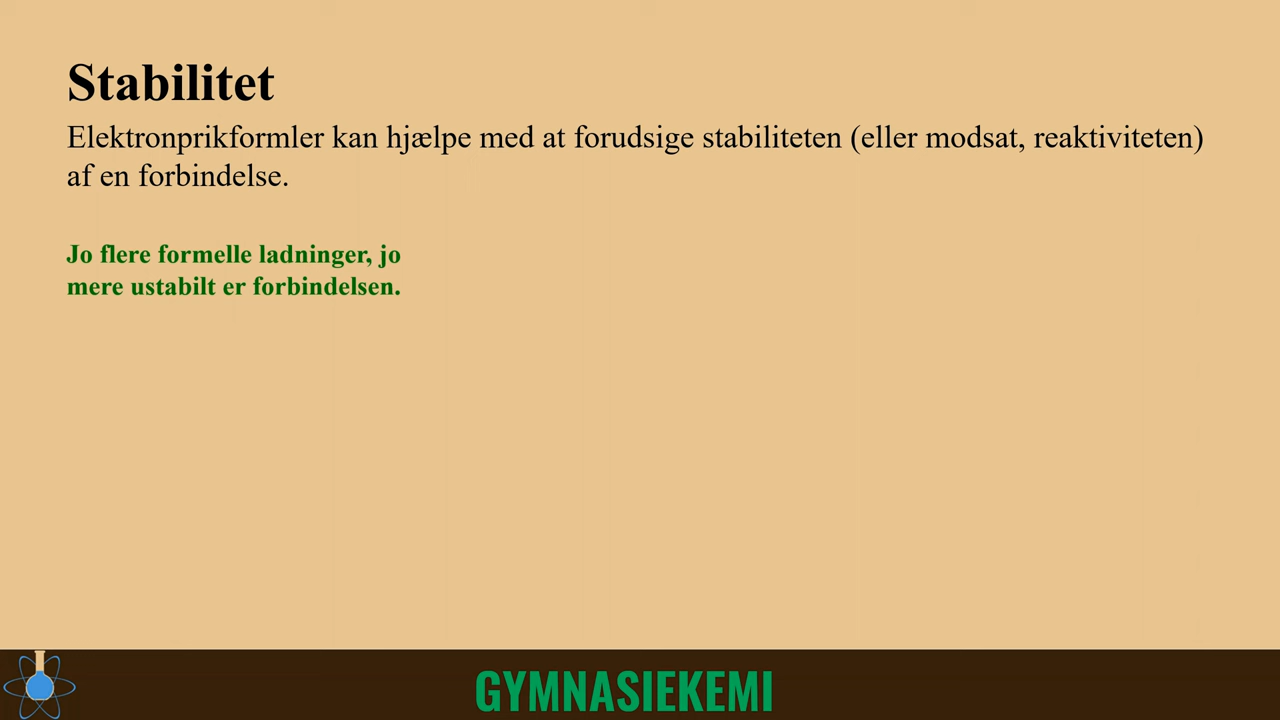 Stabilitet
Elektronprikformler kan hjælpe med at forudsige stabiliteten (eller modsat, reaktiviteten)
af en forbindelse.
Jo flere formelle ladninger, jo
mere ustabilt er forbindelsen.
GYMNASIEKEMI